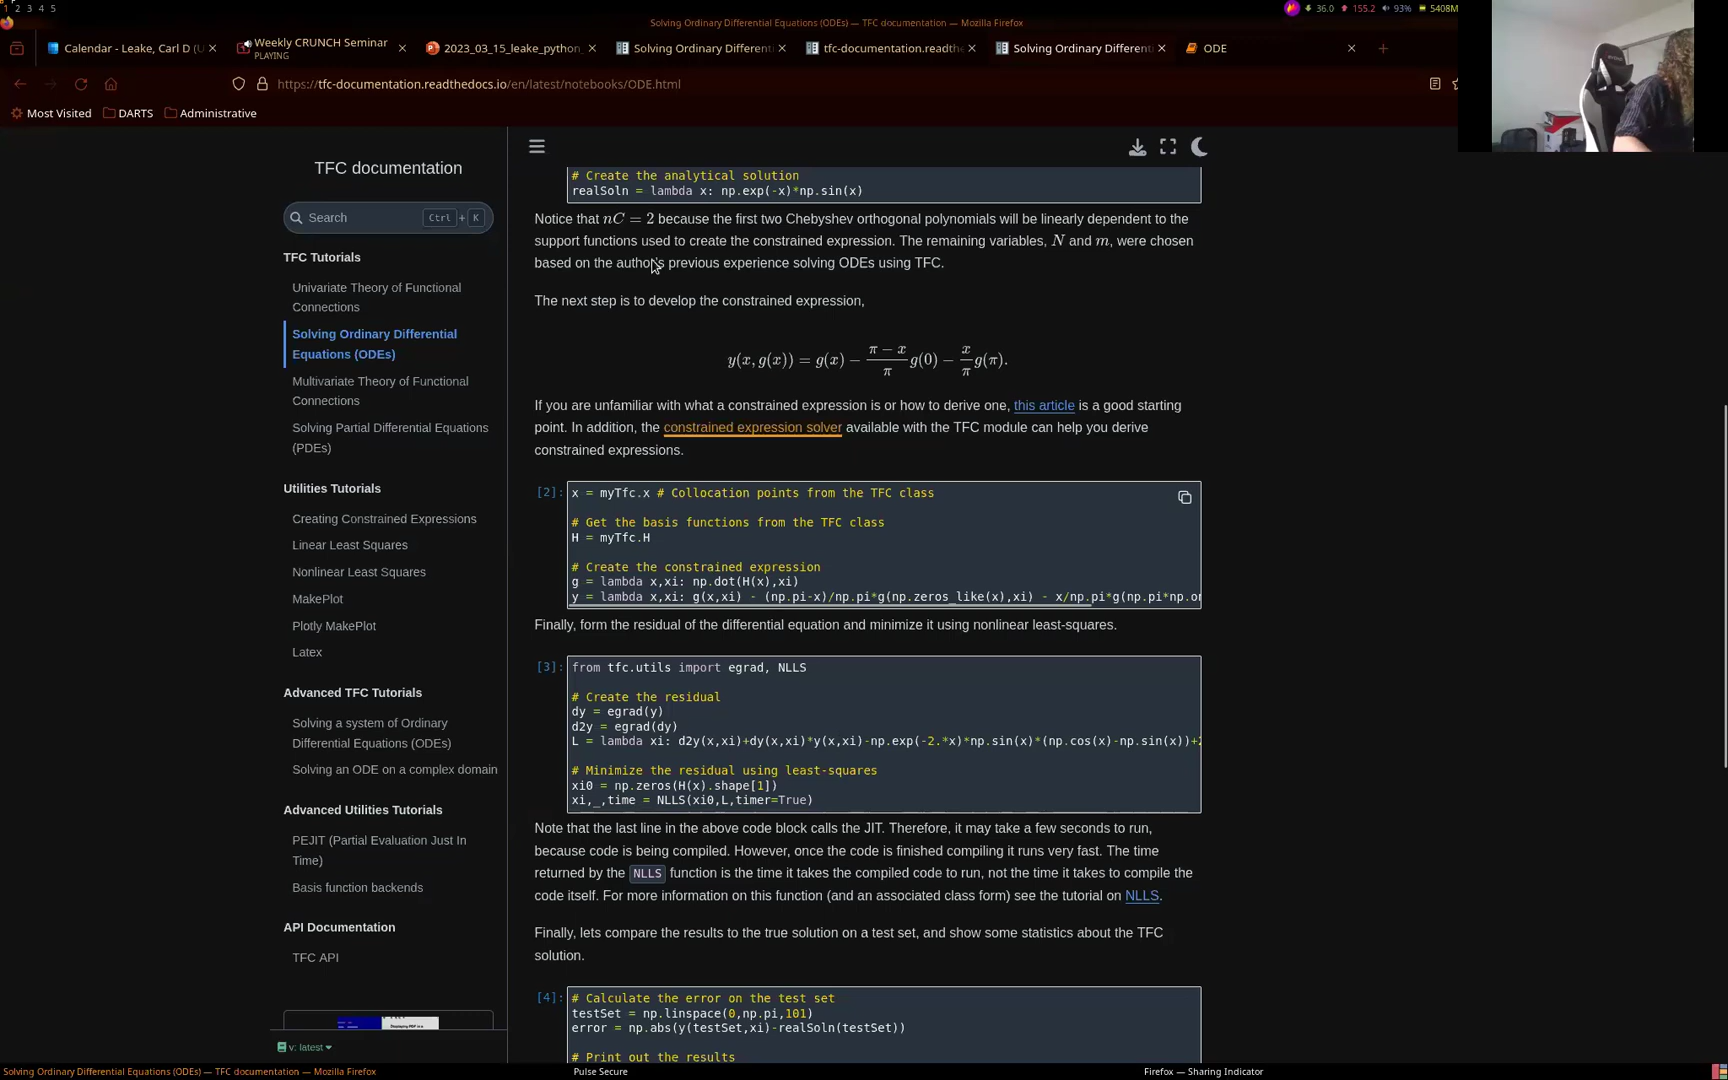 1 2 3 4 5
Solving Ordinary Differential Equations (ODEs) — TFC documentation — Mozilla Firefox
36.0 155.2 93% 5408M
Calendar - Leake, Carl D (U
Weekly CRUNCH Seminar
PLAYING
2023_03_15_leake_python_
Solving Ordinary Different
tfc-documentation.readthe
Solving Ordinary Different
ODE
https://tfc-documentation.readthedocs.io/en/latest/notebooks/ODE.html
Most Visited
DARTS
Administrative
TFC documentation
Search Ctrl + K
TFC Tutorials
Univariate Theory of Functional
Connections
Solving Ordinary Differential
Equations (ODEs)
Multivariate Theory of Functional
Connections
Solving Partial Differential Equations
(PDEs)
Utilities Tutorials
Creating Constrained Expressions
Linear Least Squares
Nonlinear Least Squares
MakePlot
Plotly MakePlot
Latex
Advanced TFC Tutorials
Solving a system of Ordinary
Differential Equations (ODEs)
Solving an ODE on a complex domain
Advanced Utilities Tutorials
PEJIT (Partial Evaluation Just In
Time)
Basis function backends
API Documentation
TFC API
v: latest
# Create the analytical solution
realSoln = lambda x: np.exp(-x)*np.sin(x)
Notice that nC = 2 because the first two Chebyshev orthogonal polynomials will be linearly dependent to the
support functions used to create the constrained expression. The remaining variables, N and m, were chosen
based on the author's previous experience solving ODEs using TFC.
The next step is to develop the constrained expression,
y(x, g(x)) = g(x) − (π − x)/π g(0) − x/π g(π).
If you are unfamiliar with what a constrained expression is or how to derive one, this article is a good starting
point. In addition, the constrained expression solver available with the TFC module can help you derive
constrained expressions.
[2]:
x = myTfc.x # Collocation points from the TFC class
# Get the basis functions from the TFC class
H = myTfc.H
# Create the constrained expression
g = lambda x,xi: np.dot(H(x),xi)
y = lambda x,xi: g(x,xi) - (np.pi-x)/np.pi*g(np.zeros_like(x),xi) - x/np.pi*g(np.pi*np.on
Finally, form the residual of the differential equation and minimize it using nonlinear least-squares.
[3]:
from tfc.utils import egrad, NLLS
# Create the residual
dy = egrad(y)
d2y = egrad(dy)
L = lambda xi: d2y(x,xi)+dy(x,xi)*y(x,xi)-np.exp(-2.*x)*np.sin(x)*(np.cos(x)-np.sin(x))+2
# Minimize the residual using least-squares
xi0 = np.zeros(H(x).shape[1])
xi,_,time = NLLS(xi0,L,timer=True)
Note that the last line in the above code block calls the JIT. Therefore, it may take a few seconds to run,
because code is being compiled. However, once the code is finished compiling it runs very fast. The time
returned by the NLLS function is the time it takes the compiled code to run, not the time it takes to compile the
code itself. For more information on this function (and an associated class form) see the tutorial on NLLS.
Finally, lets compare the results to the true solution on a test set, and show some statistics about the TFC
solution.
[4]:
# Calculate the error on the test set
testSet = np.linspace(0,np.pi,101)
error = np.abs(y(testSet,xi)-realSoln(testSet))
# Print out the results
Solving Ordinary Differential Equations (ODEs) — TFC documentation — Mozilla Firefox
Pulse Secure
Firefox — Sharing Indicator